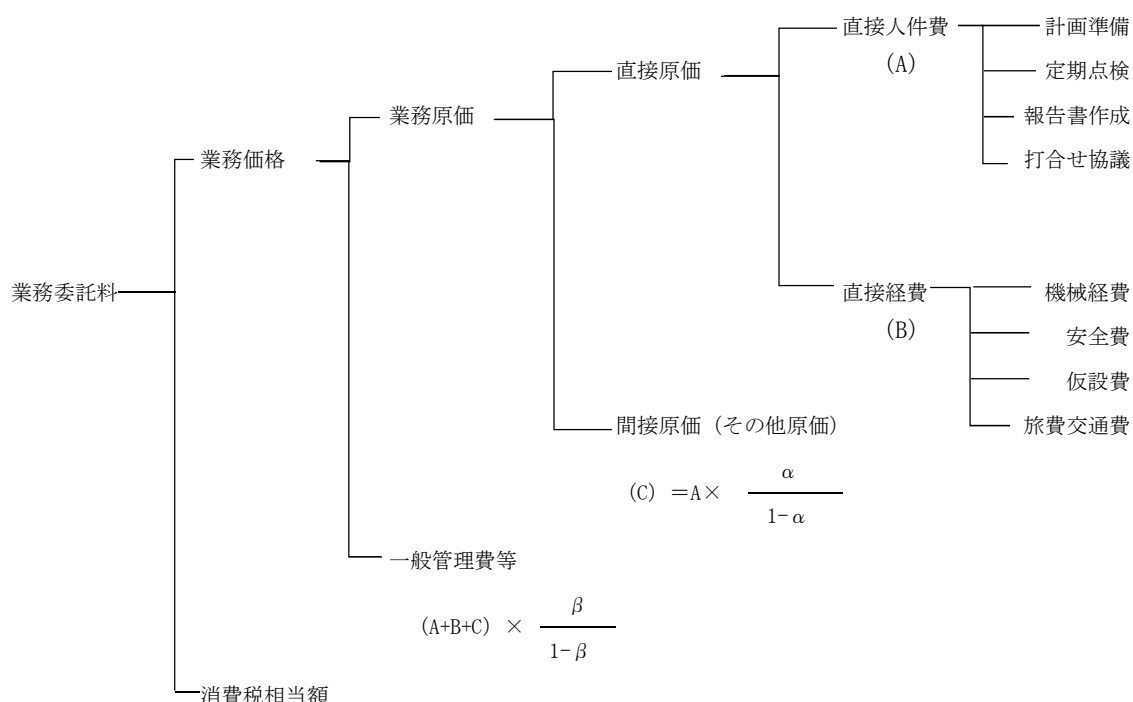 直接人件費
計画準備
(A)
定期点検
直接原価
報告書作成
業務原価
打合せ協議
業務価格
業務委託料
直接経費
機械経費
(B)
安全費
仮設費
間接原価（その他原価）
旅費交通費
(C) =A× α
1-α
一般管理費等
(A+B+C) × β
1-β
消費税相当額